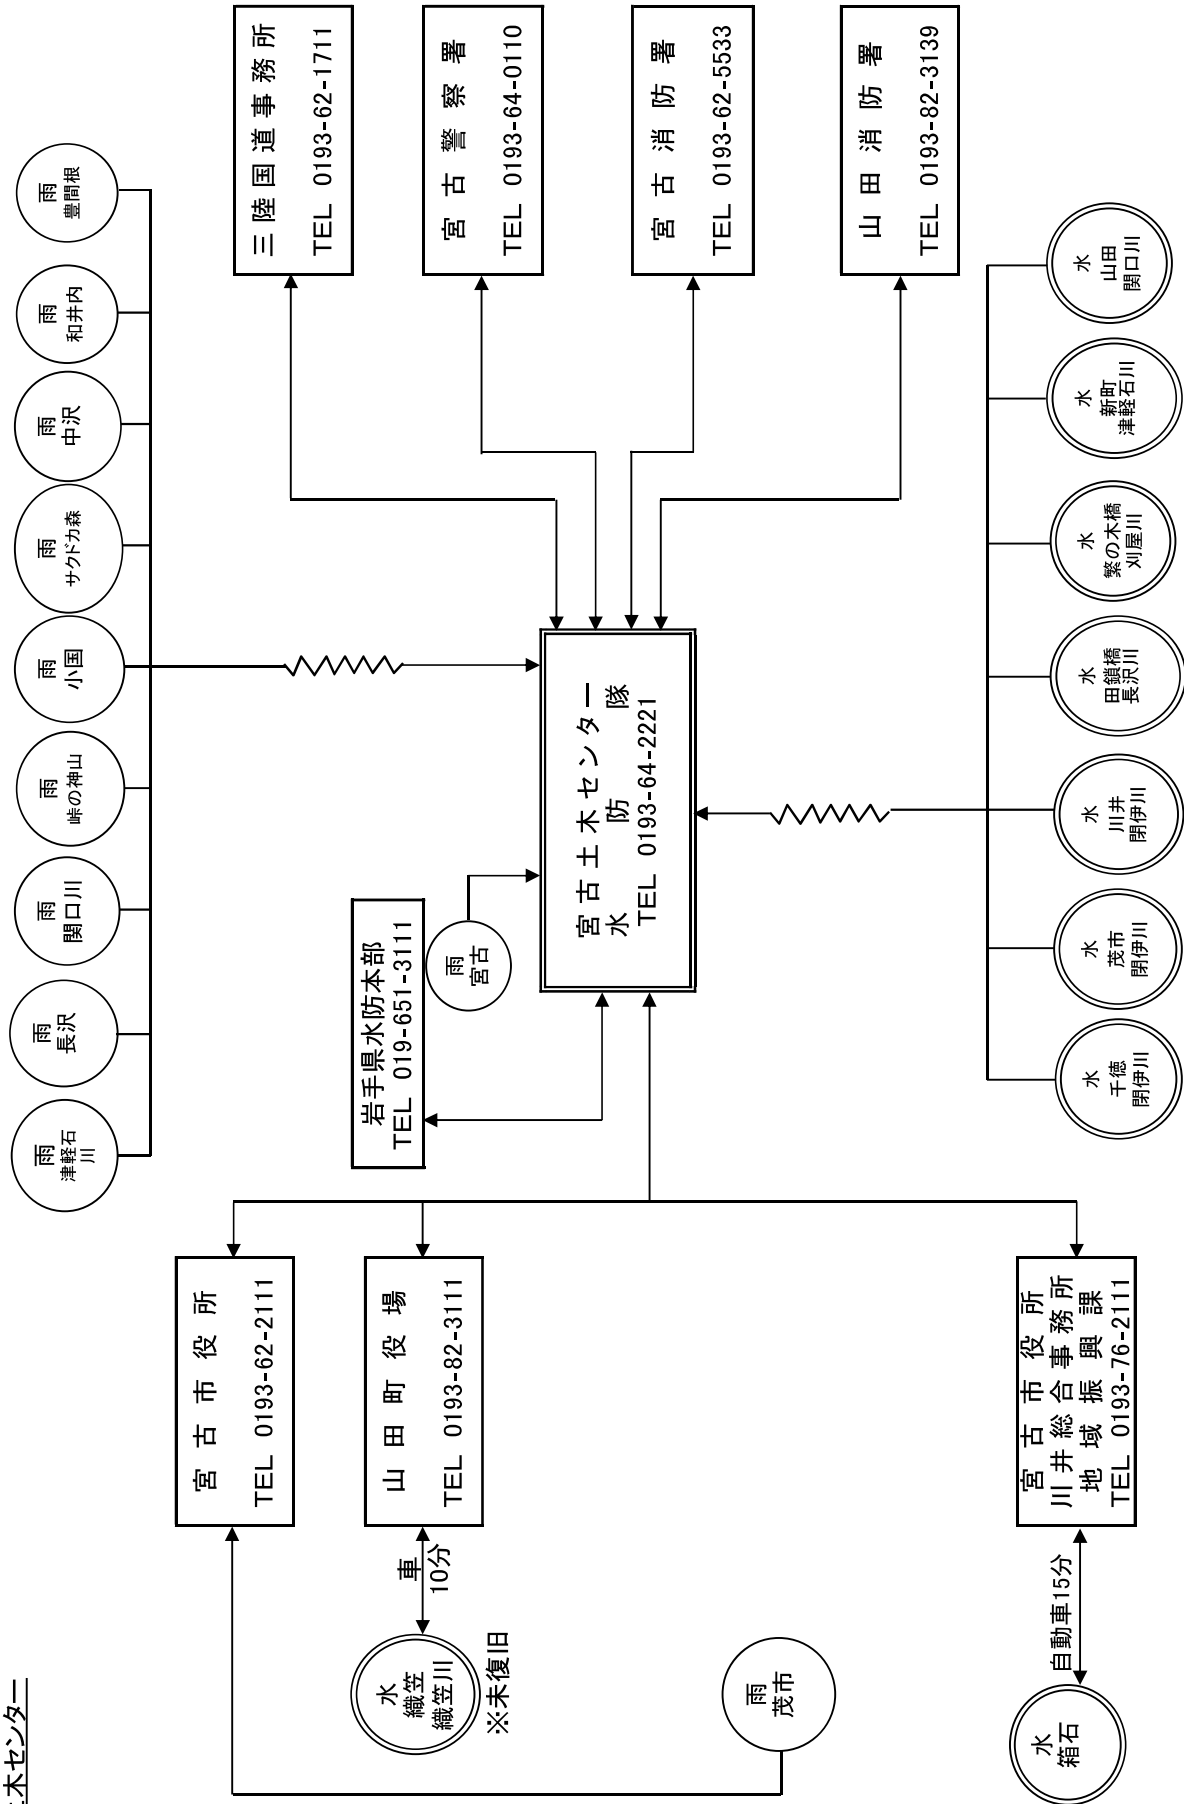 土木センター
雨
津軽石
川
雨
長沢
雨
関口川
雨
峠の神山
雨
小国
雨
サクドカ森
雨
中沢
雨
和井内
雨
豊間根
宮古市役所
TEL 0193-62-2111
山田町役場
TEL 0193-82-3111
宮古市役所
川井総合事務所
地域振興課
TEL 0193-76-2111
車
10分
水
織笠
織笠川
※未復旧
雨
茂市
自動車15分
水
箱石
岩手県水防本部
TEL 019-651-3111
雨
宮古
宮古土木センター
水防隊
TEL 0193-64-2221
三陸国道事務所
TEL 0193-62-1711
宮古警察署
TEL 0193-64-0110
宮古消防署
TEL 0193-62-5533
山田消防署
TEL 0193-82-3139
水
千徳
閉伊川
水
茂市
閉伊川
水
川井
閉伊川
水
田鎖橋
長沢川
水
繁の木橋
刈屋川
水
新町
津軽石川
水
山田
関口川